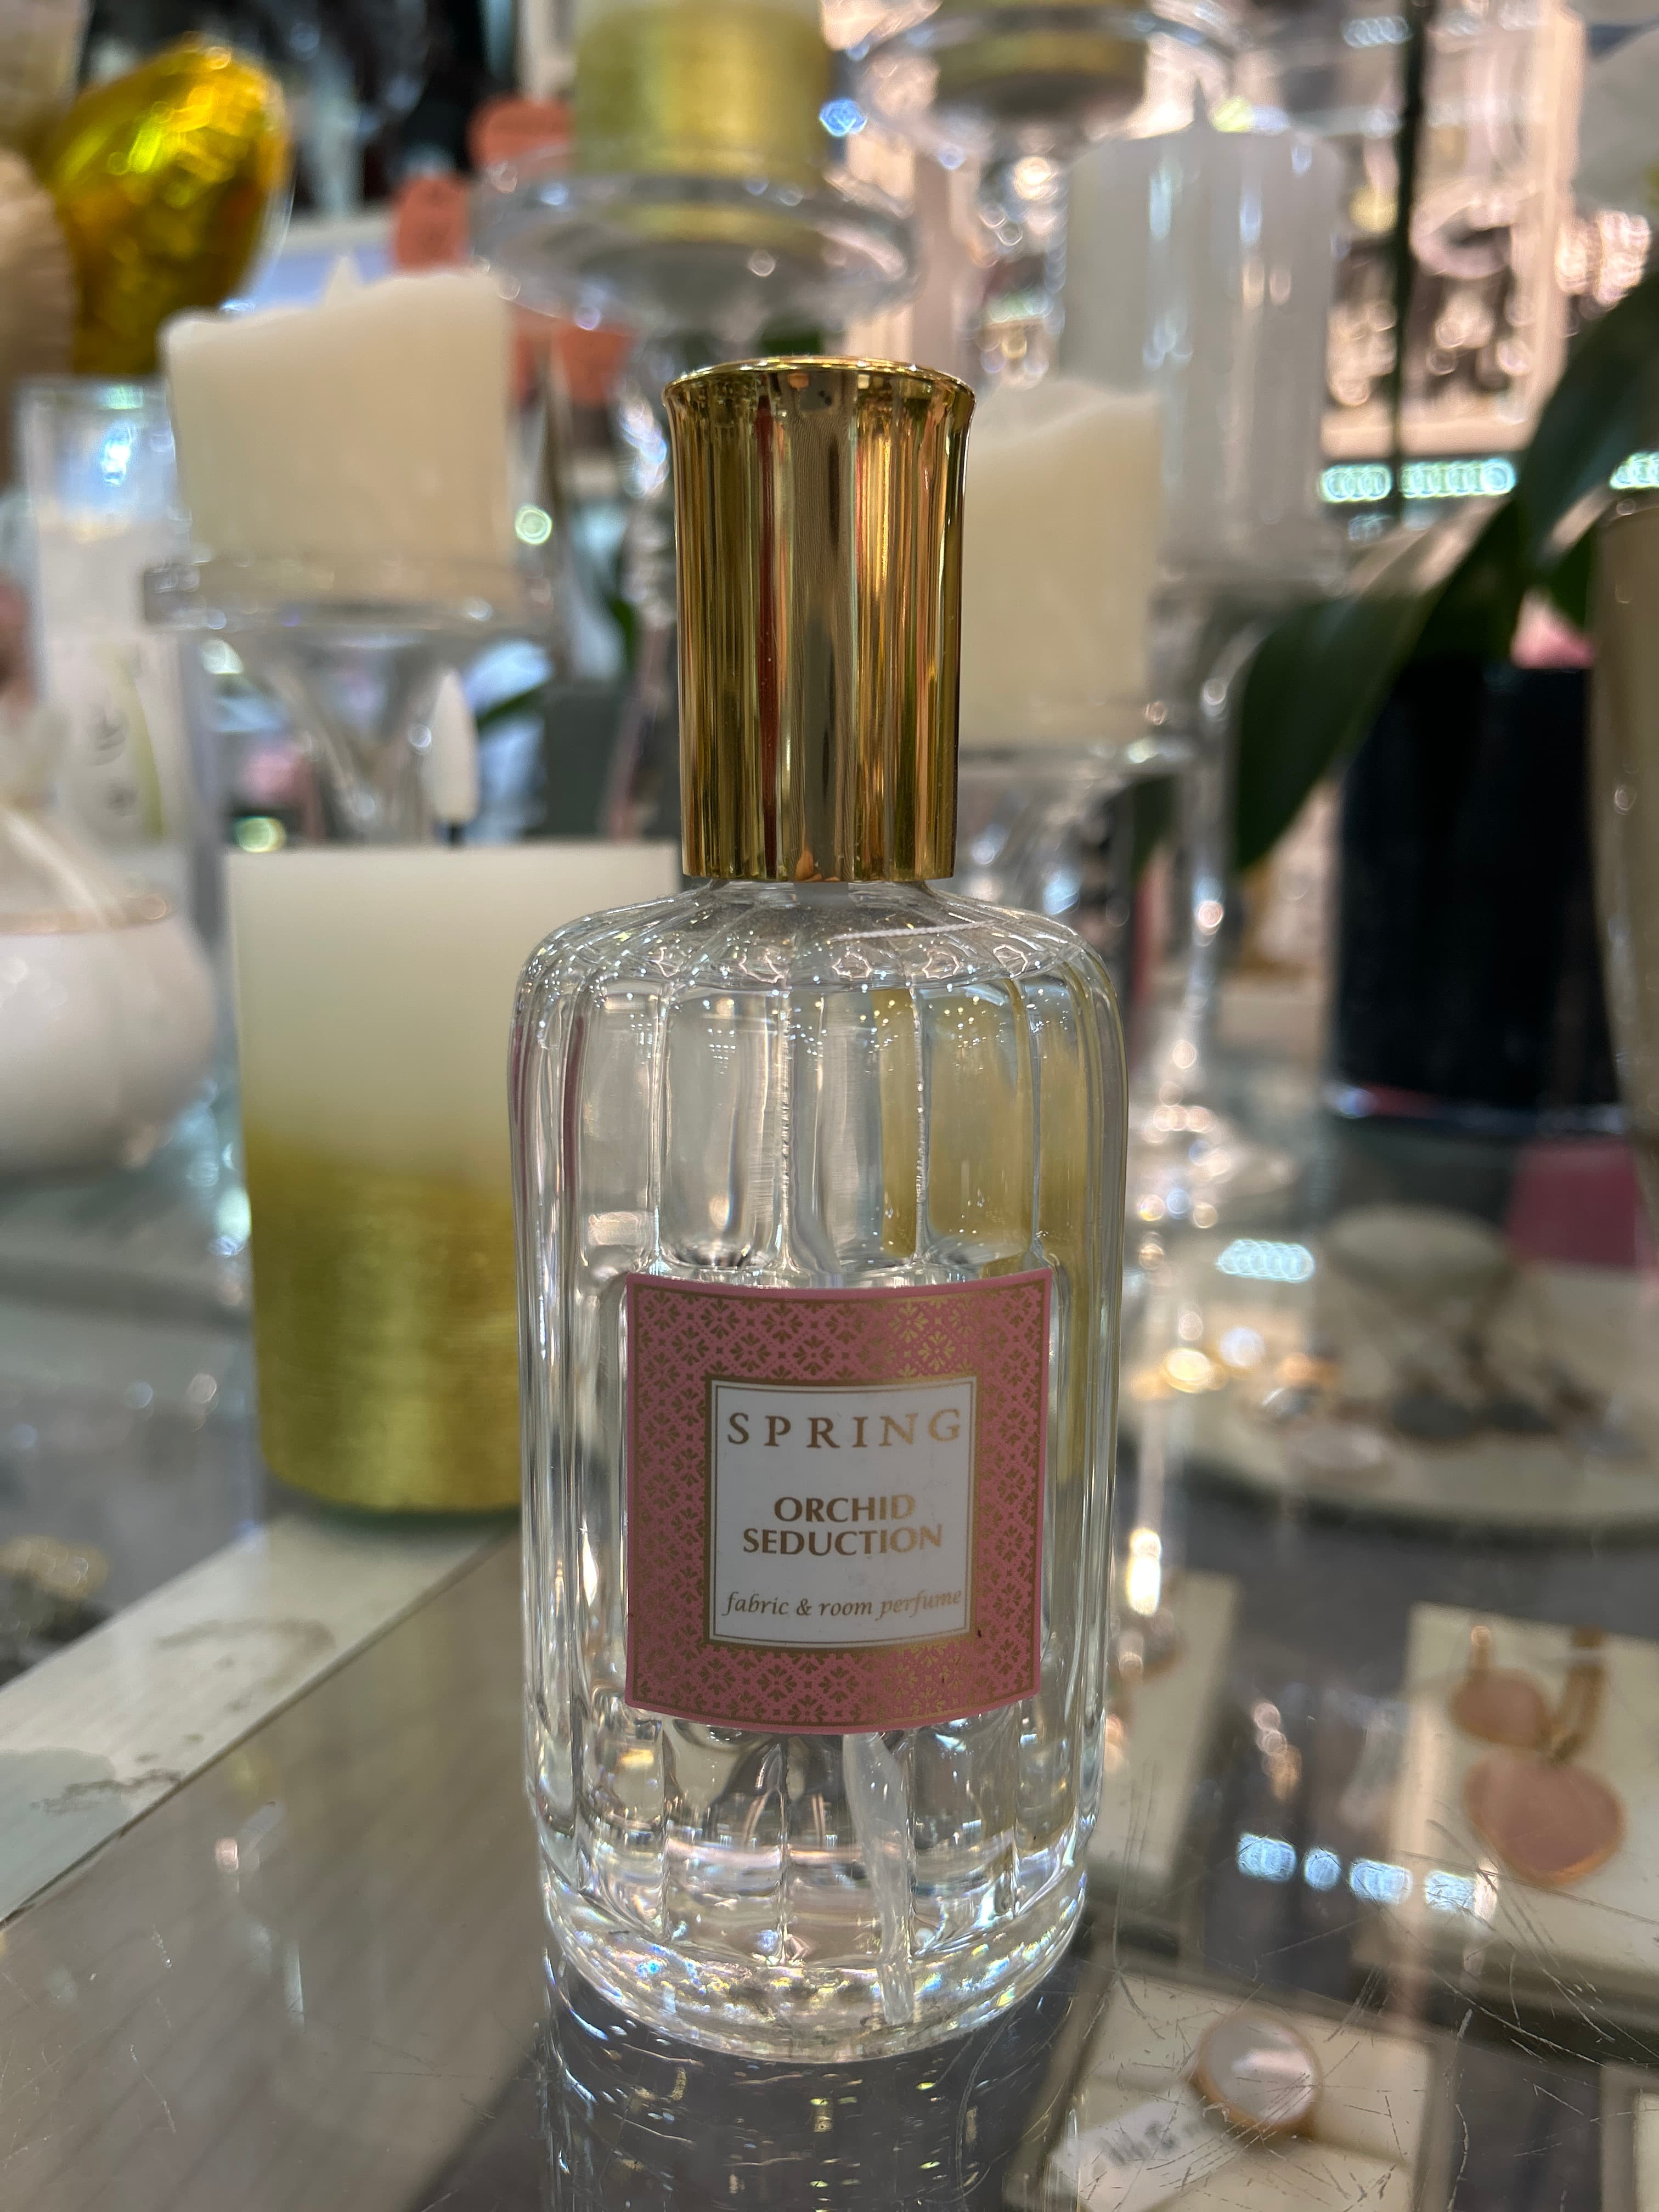 SPRING
ORCHID
SEDUCTION
fabric & room perfume